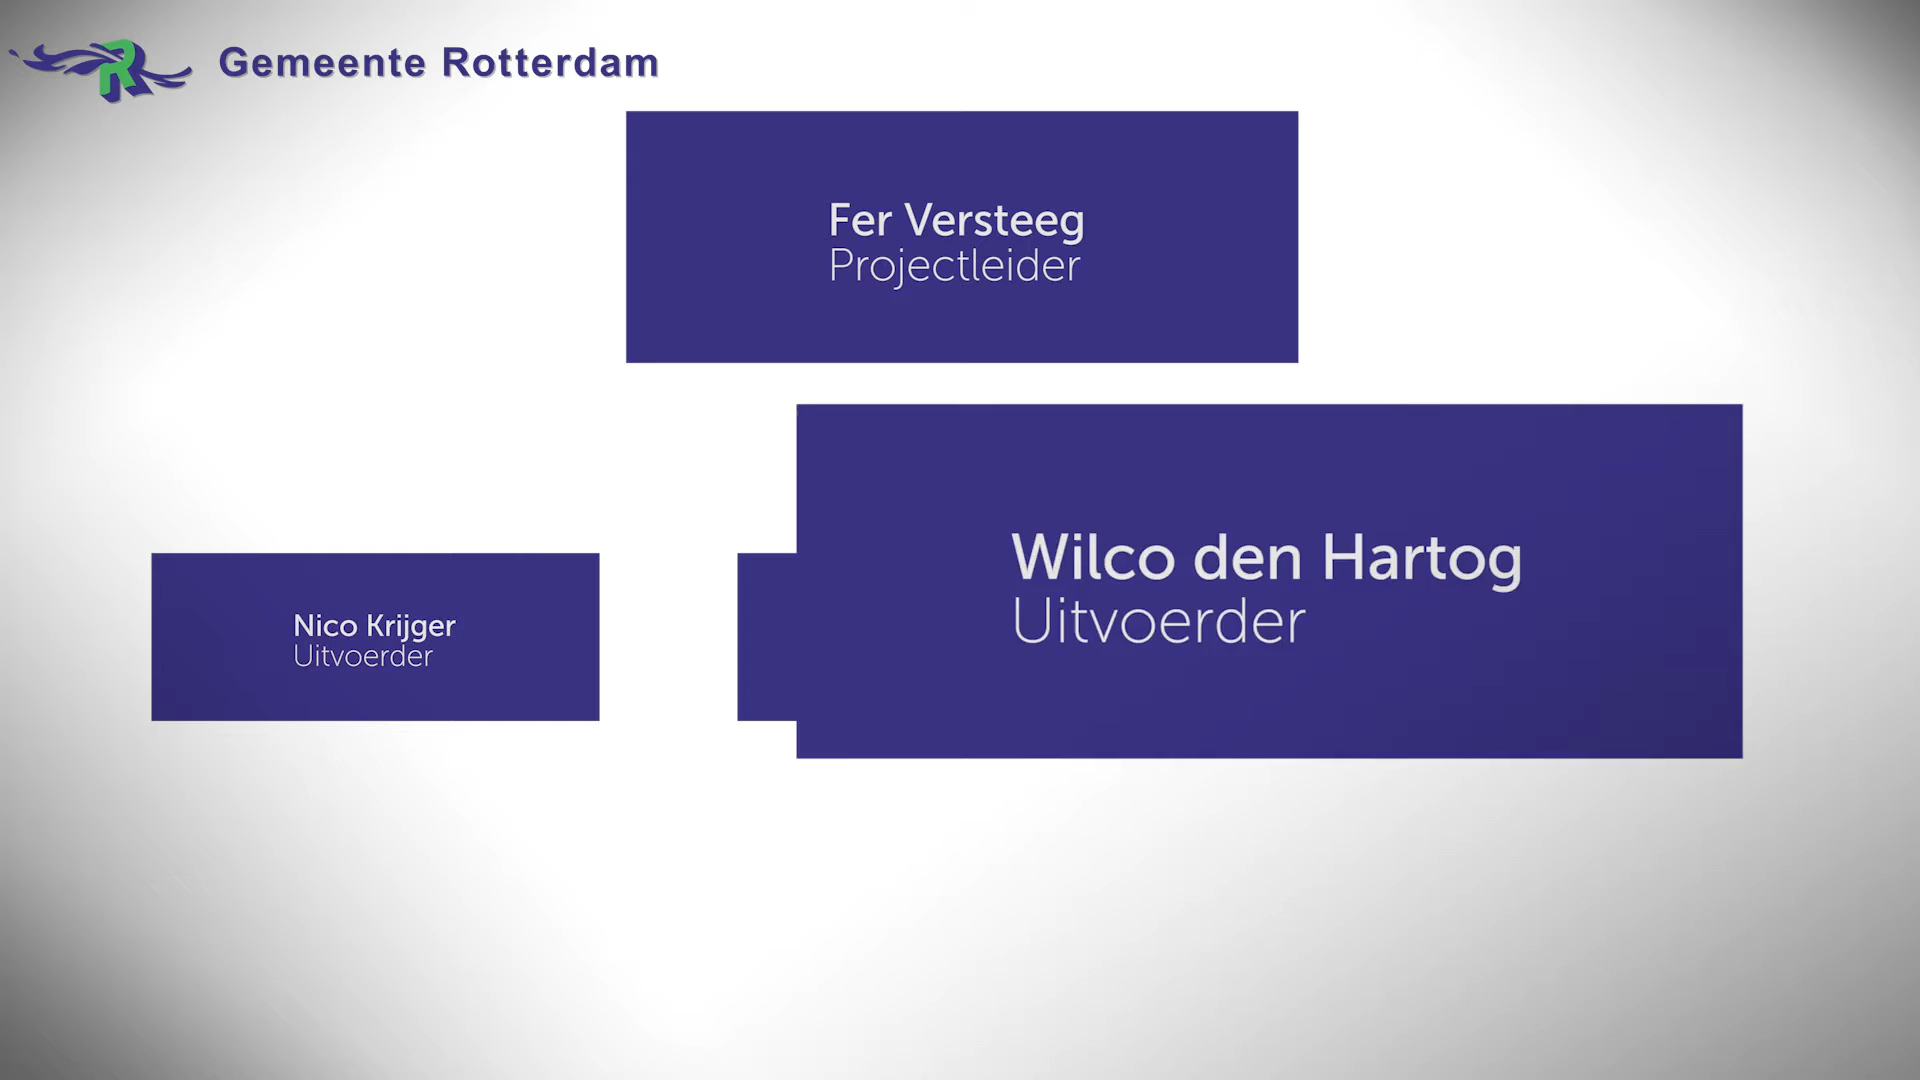 Gemeente Rotterdam
Fer Versteeg
Projectleider
Wilco den Hartog
Uitvoerder
Nico Krijger
Uitvoerder